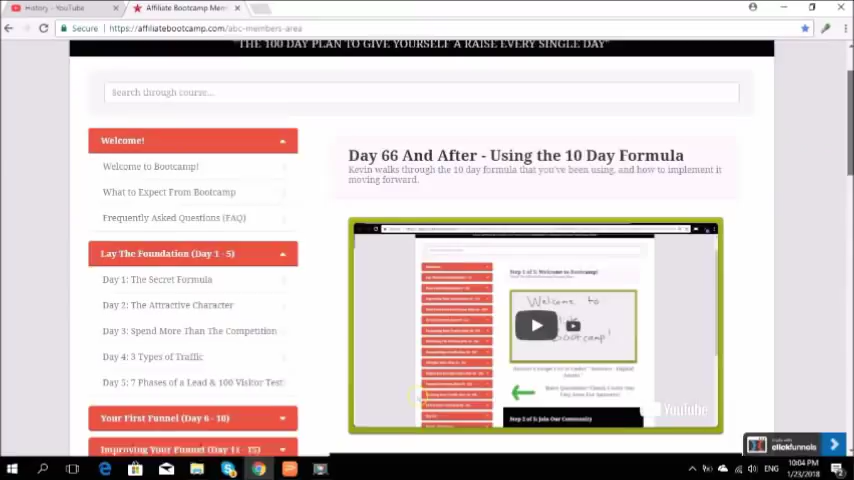 History - YouTube
Affiliate Bootcamp Mem
Secure
https://affiliatebootcamp.com/abc-members-area
"THE 100 DAY PLAN TO GIVE YOURSELF A RAISE EVERY SINGLE DAY"
Search through course...
Welcome!
Welcome to Bootcamp!
What to Expect From Bootcamp
Frequently Asked Questions (FAQ)
Lay The Foundation (Day 1 - 5)
Day 1: The Secret Formula
Day 2: The Attractive Character
Day 3: Spend More Than The Competition
Day 4: 3 Types of Traffic
Day 5: 7 Phases of a Lead & 100 Visitor Test
Your First Funnel (Day 6 - 10)
Improving Your Funnel (Day 11 - 15)
Day 66 And After - Using the 10 Day Formula
Kevin walks through the 10 day formula that you've been using, and how to implement it
moving forward.
Step 1 of 3: Welcome to Bootcamp!
Welcome to
Bootcamp!
Step 2 of 3: Join Our Community
YouTube
clickfunnels
ENG
10:04 PM
1/23/2018